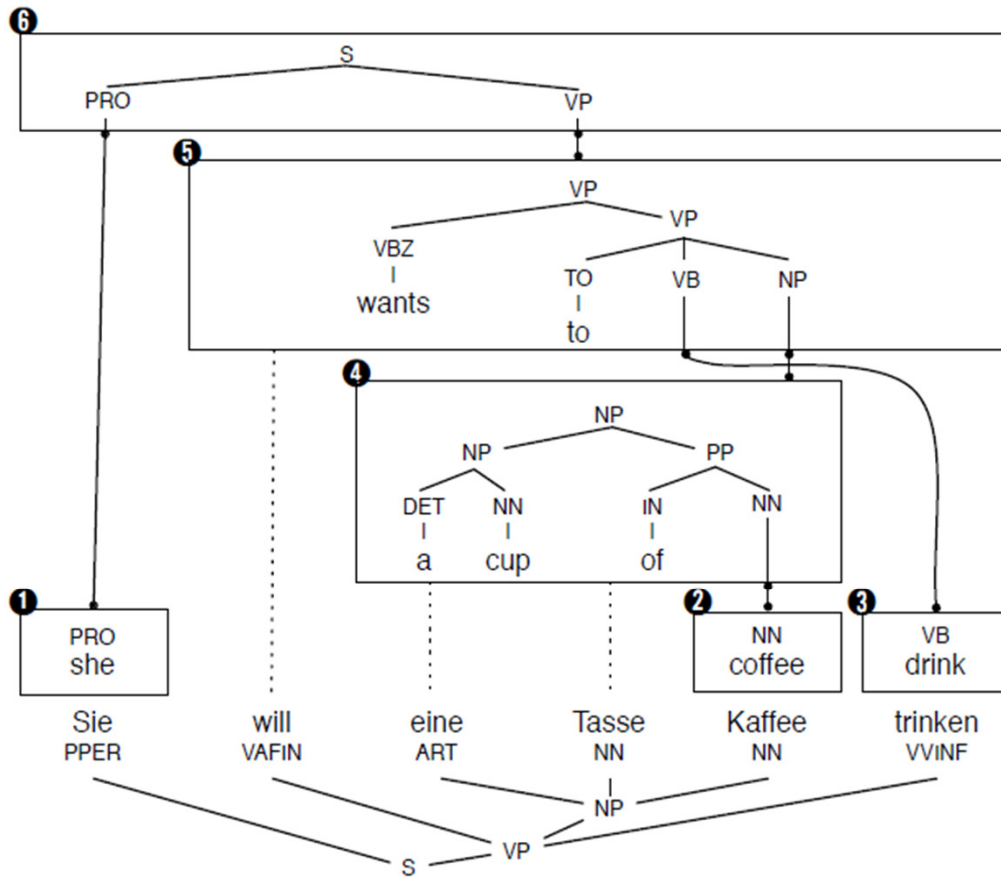 6
S
PRO VP
5
VP
VP
VBZ
TO VB NP
wants
to
4
NP
NP PP
DET NN IN NN
a cup of
1 2 3
PRO NN VB
she coffee drink
Sie will eine Tasse Kaffee trinken
PPER VAFIN ART NN NN VVINF
NP
VP
S